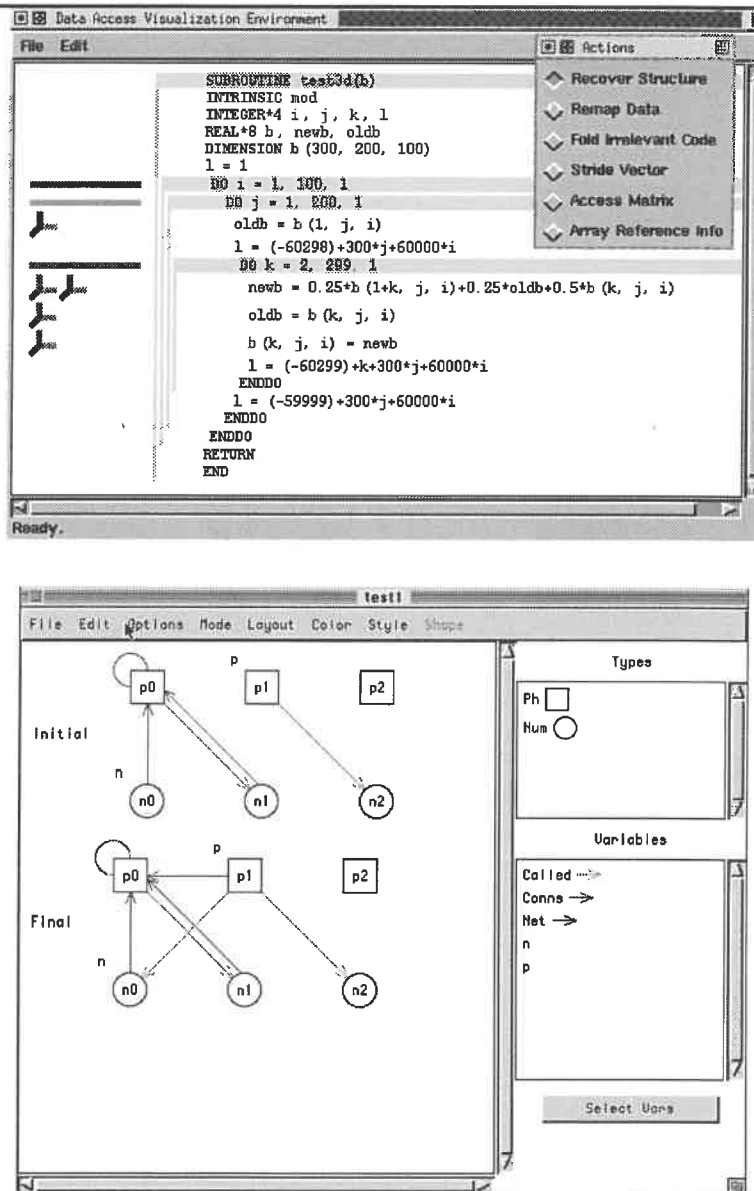 Data Access Visualization Environment
File Edit
Actions
Recover Structure
Remap Data
Fold Irrelevant Code
Stride Vector
Access Matrix
Array Reference Info
SUBROUTINE test3d(b)
INTRINSIC mod
INTEGER*4 i, j, k, l
REAL*8 b, newb, oldb
DIMENSION b (300, 200, 100)
l = 1
DO i = 1, 100, 1
DO j = 1, 200, 1
oldb = b (1, j, i)
l = (-60298)+300*j+60000*i
DO k = 2, 299, 1
newb = 0.25*b (1+k, j, i)+0.25*oldb+0.5*b (k, j, i)
oldb = b (k, j, i)
b (k, j, i) = newb
l = (-60299)+k+300*j+60000*i
ENDDO
l = (-59999)+300*j+60000*i
ENDDO
ENDDO
RETURN
END
Ready.
test1
File Edit Options Mode Layout Color Style Shape
p
p0 p1 p2
Initial
n
n0 n1 n2
p
p0 p1 p2
Final
n
n0 n1 n2
Types
Ph
Num
Variables
Called
Conns
Net
n
p
Select Vars